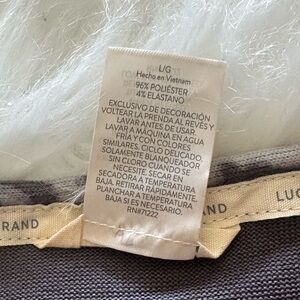 L/G
Hecho en Vietnam
96% POLIÉSTER
4% ELASTANO
EXCLUSIVO DE DECORACIÓN
VOLTEAR LA PRENDA AL REVÉS Y
LAVAR ANTES DE USAR.
LAVAR A MÁQUINA EN AGUA
FRÍA Y CON COLORES
SIMILARES. CICLO DELICADO.
SOLAMENTE BLANQUEADOR
SIN CLORO CUANDO SE
NECESITE. SECAR EN
SECADORA A TEMPERATURA
BAJA. RETIRAR RÁPIDAMENTE.
PLANCHAR A TEMPERATURA
BAJA SI ES NECESARIO.
RN#71222
RAND
RAND
LUC